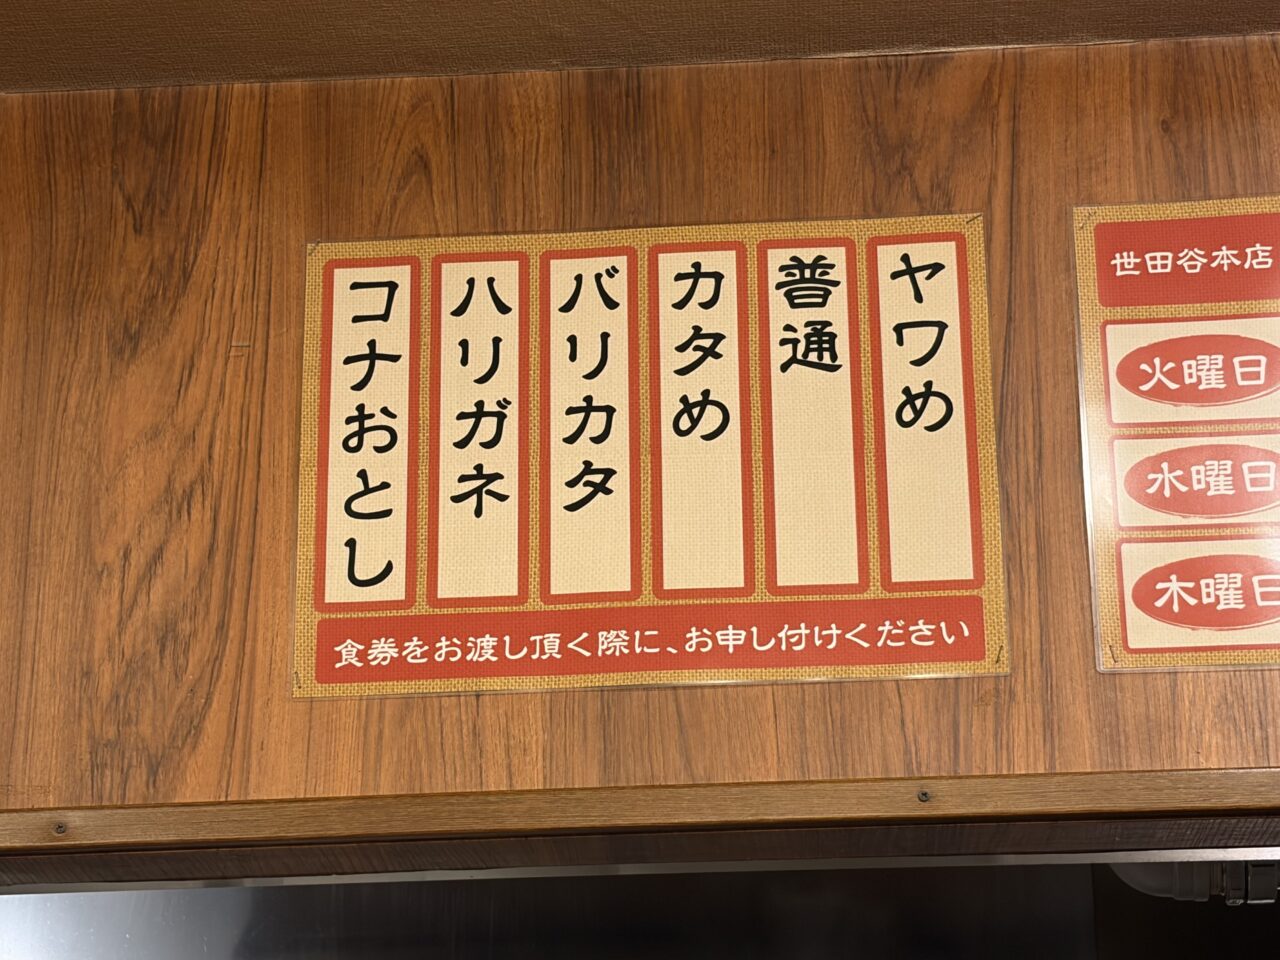 ヤワめ
普通
カタめ
バリカタ
ハリガネ
コナおとし
食券をお渡し頂く際に、お申し付けください
世田谷本店
火曜日
水曜日
木曜日